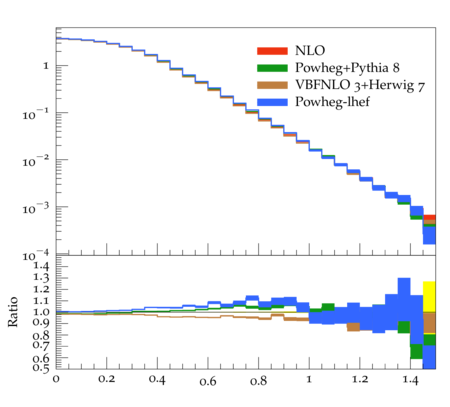 1
10⁻¹
10⁻²
10⁻³
10⁻⁴
NLO
Powheg+Pythia 8
VBFNLO 3+Herwig 7
Powheg-lhef
1.4
1.3
1.2
1.1
1.0
0.9
0.8
0.7
0.6
0.5
Ratio
0 0.2 0.4 0.6 0.8 1 1.2 1.4